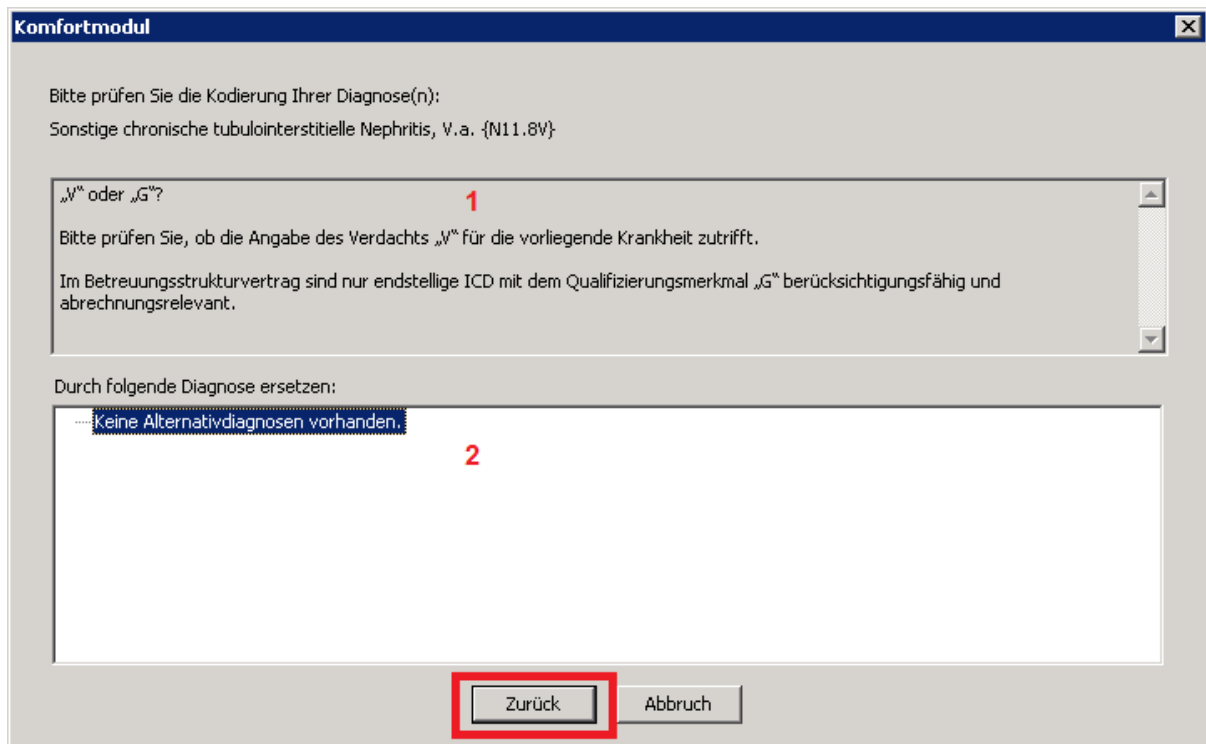 Komfortmodul
Bitte prüfen Sie die Kodierung Ihrer Diagnose(n):
Sonstige chronische tubulointerstitielle Nephritis, V.a. {N11.8V}
„V“ oder „G“?
1
Bitte prüfen Sie, ob die Angabe des Verdachts „V“ für die vorliegende Krankheit zutrifft.
Im Betreuungsstrukturvertrag sind nur endstellige ICD mit dem Qualifizierungsmerkmal „G“ berücksichtigungsfähig und
abrechnungsrelevant.
Durch folgende Diagnose ersetzen:
Keine Alternativdiagnosen vorhanden.
2
Zurück
Abbruch